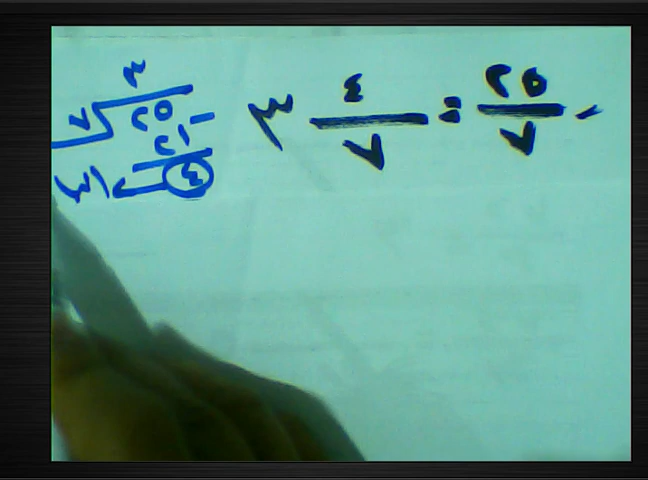 ٢٥/٧ = ٣ ٤/٧
٣
٧ ٢٥ -
٢١
٤